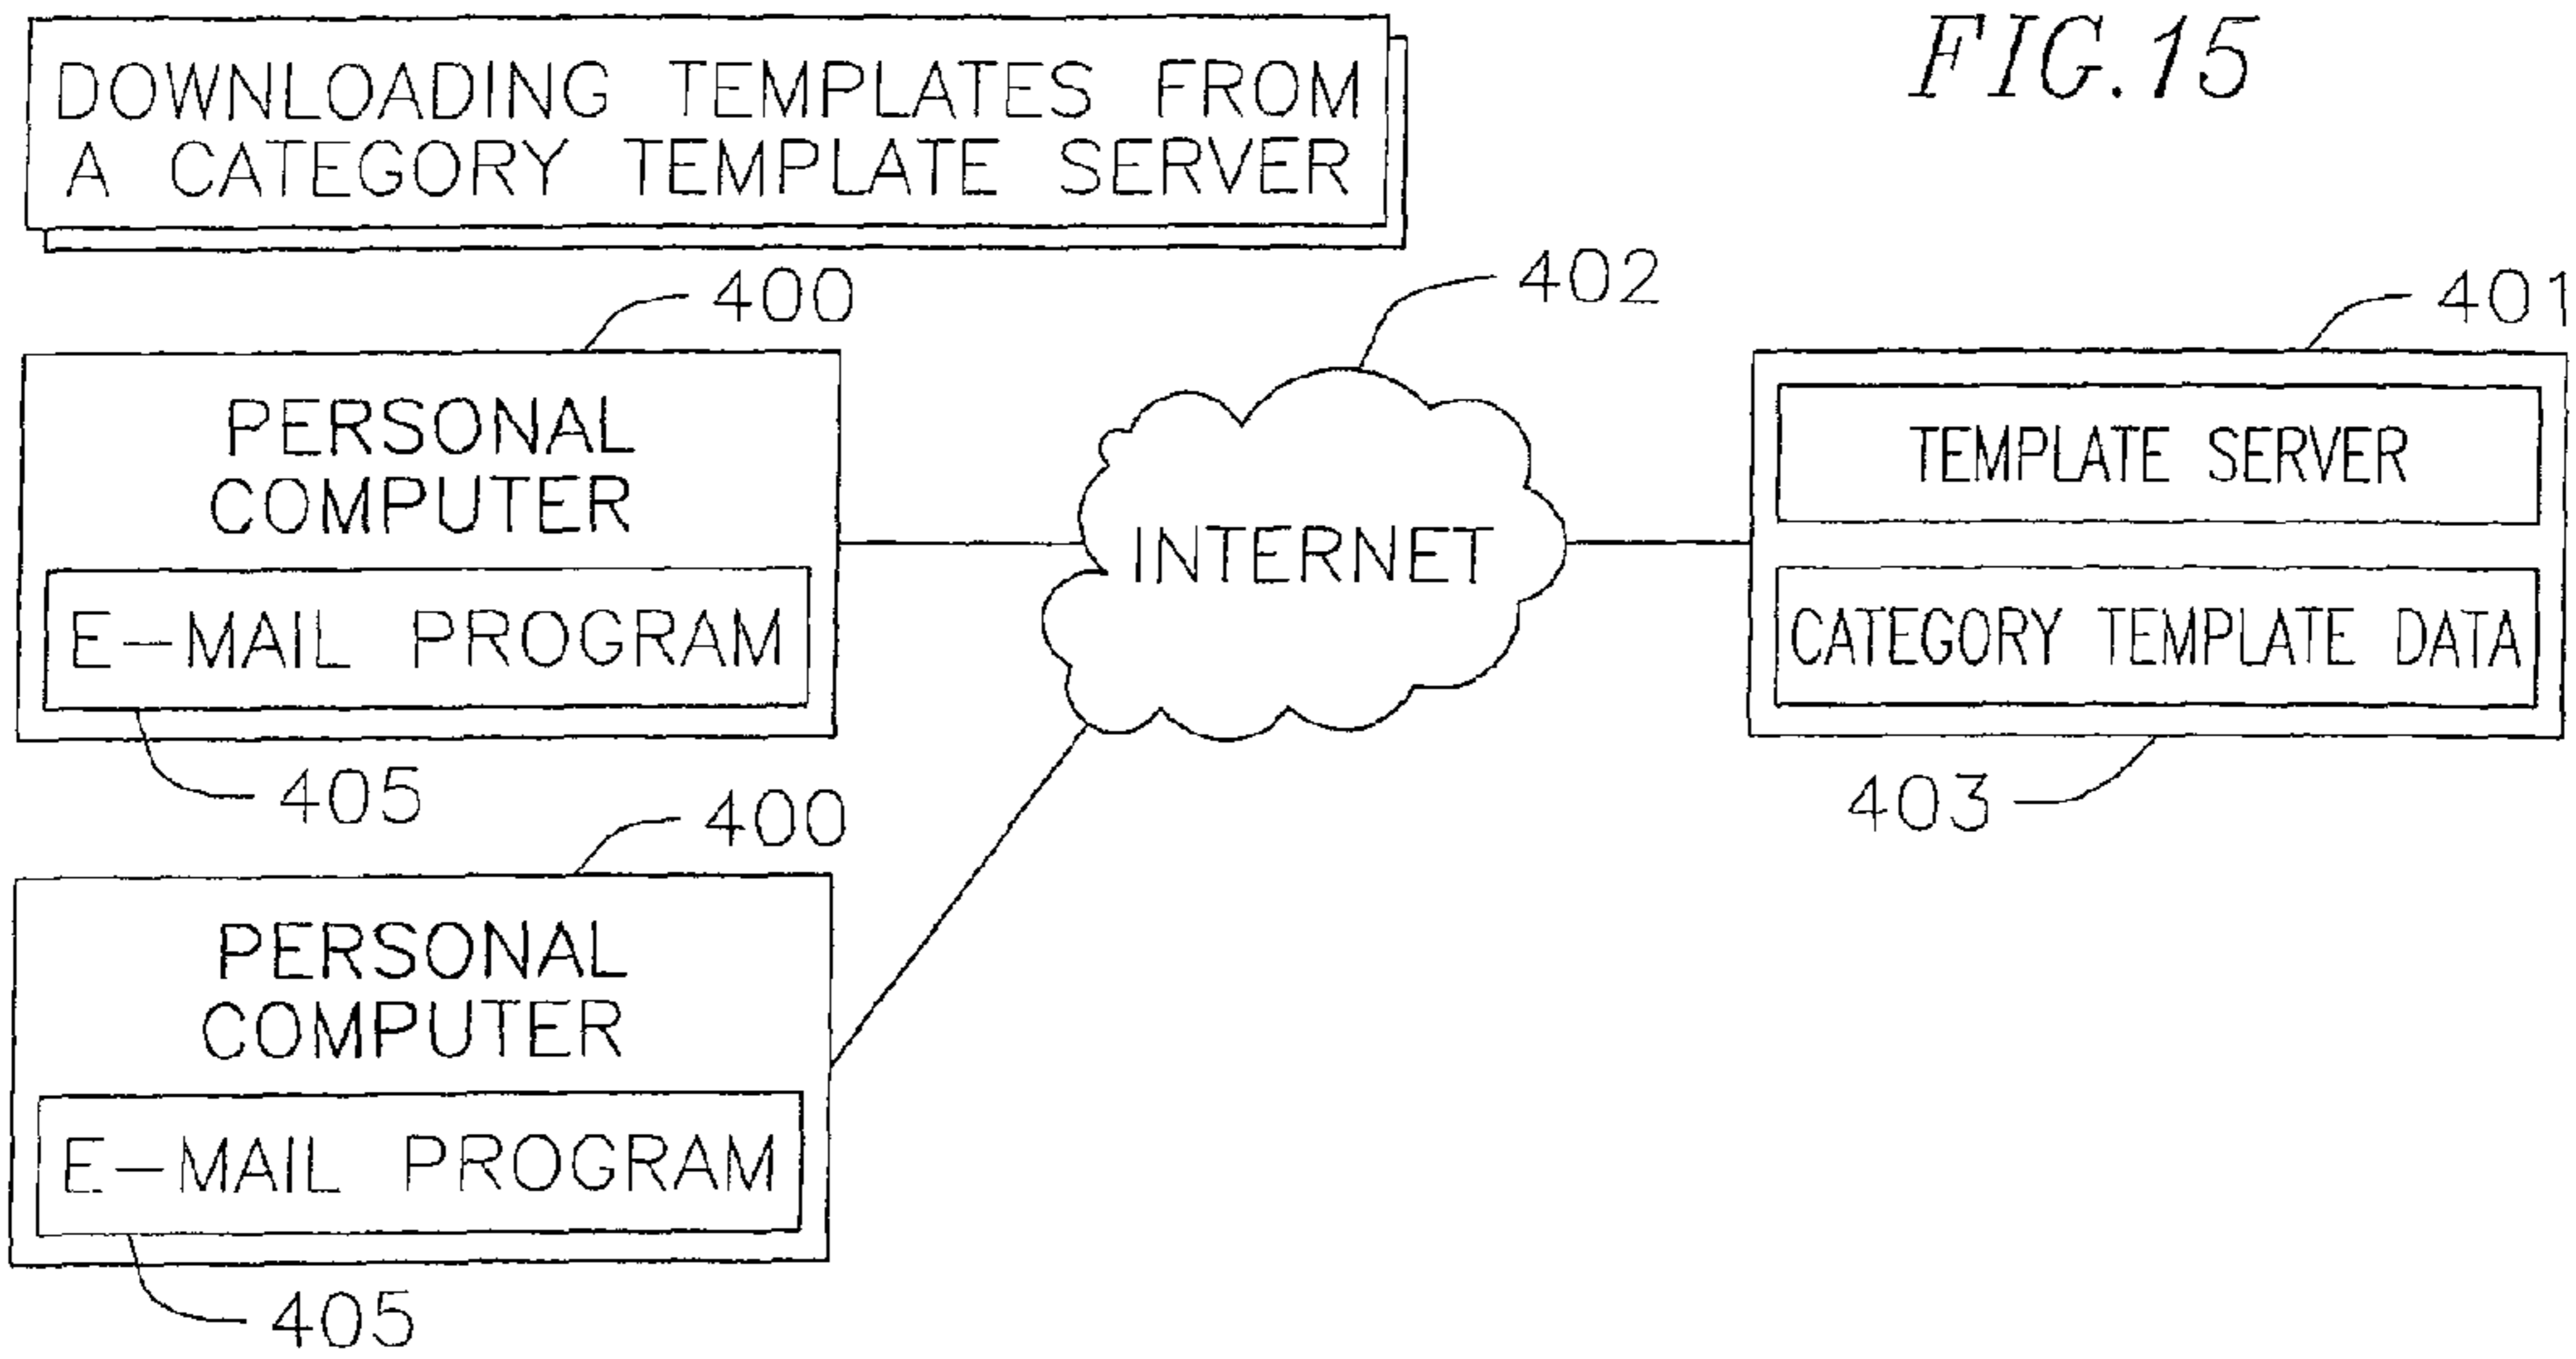 FIG.15
DOWNLOADING TEMPLATES FROM
A CATEGORY TEMPLATE SERVER
400
402
401
PERSONAL
COMPUTER
E-MAIL PROGRAM
405
INTERNET
TEMPLATE SERVER
CATEGORY TEMPLATE DATA
403
400
PERSONAL
COMPUTER
E-MAIL PROGRAM
405